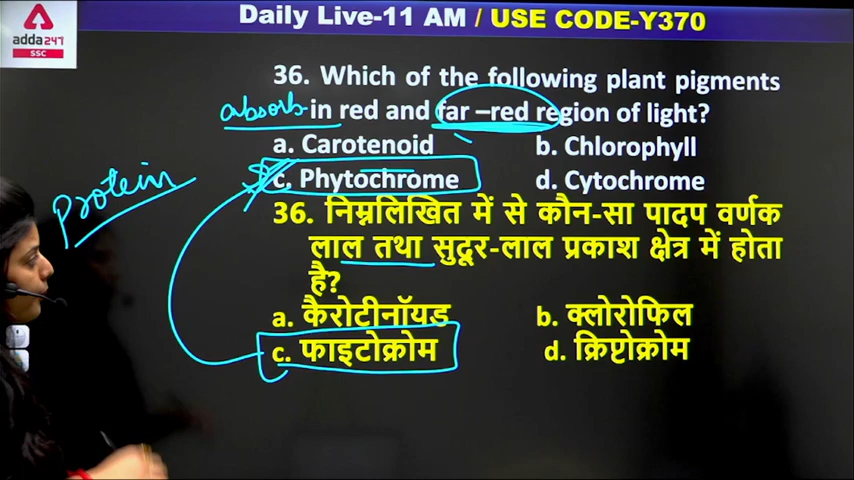 Daily Live-11 AM / USE CODE-Y370
adda247
SSC
36. Which of the following plant pigments
absorb in red and far –red region of light?
a. Carotenoid b. Chlorophyll
c. Phytochrome d. Cytochrome
Protein
36. निम्नलिखित में से कौन-सा पादप वर्णक
लाल तथा सुदूर-लाल प्रकाश क्षेत्र में होता
है?
a. कैरोटीनॉयड b. क्लोरोफिल
c. फाइटोक्रोम d. क्रिप्टोक्रोम